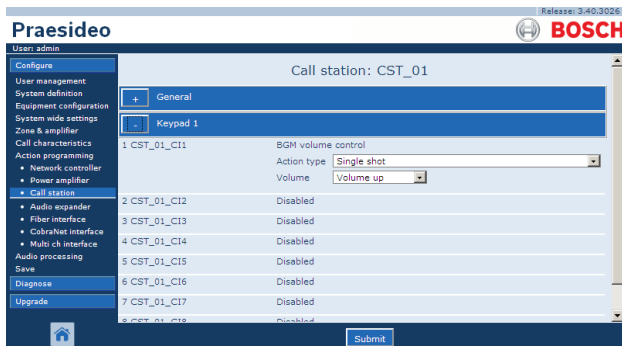 Release: 3.40.3026
Praesideo
BOSCH
User: admin
Configure
User management
System definition
Equipment configuration
System wide settings
Zone & amplifier
Call characteristics
Action programming
• Network controller
• Power amplifier
• Call station
• Audio expander
• Fiber interface
• CobraNet interface
• Multi ch interface
Audio processing
Save
Diagnose
Upgrade
Call station: CST_01
+ General
- Keypad 1
1 CST_01_CI1 BGM volume control
Action type Single shot
Volume Volume up
2 CST_01_CI2 Disabled
3 CST_01_CI3 Disabled
4 CST_01_CI4 Disabled
5 CST_01_CI5 Disabled
6 CST_01_CI6 Disabled
7 CST_01_CI7 Disabled
8 CST_01_CI8 Disabled
Submit